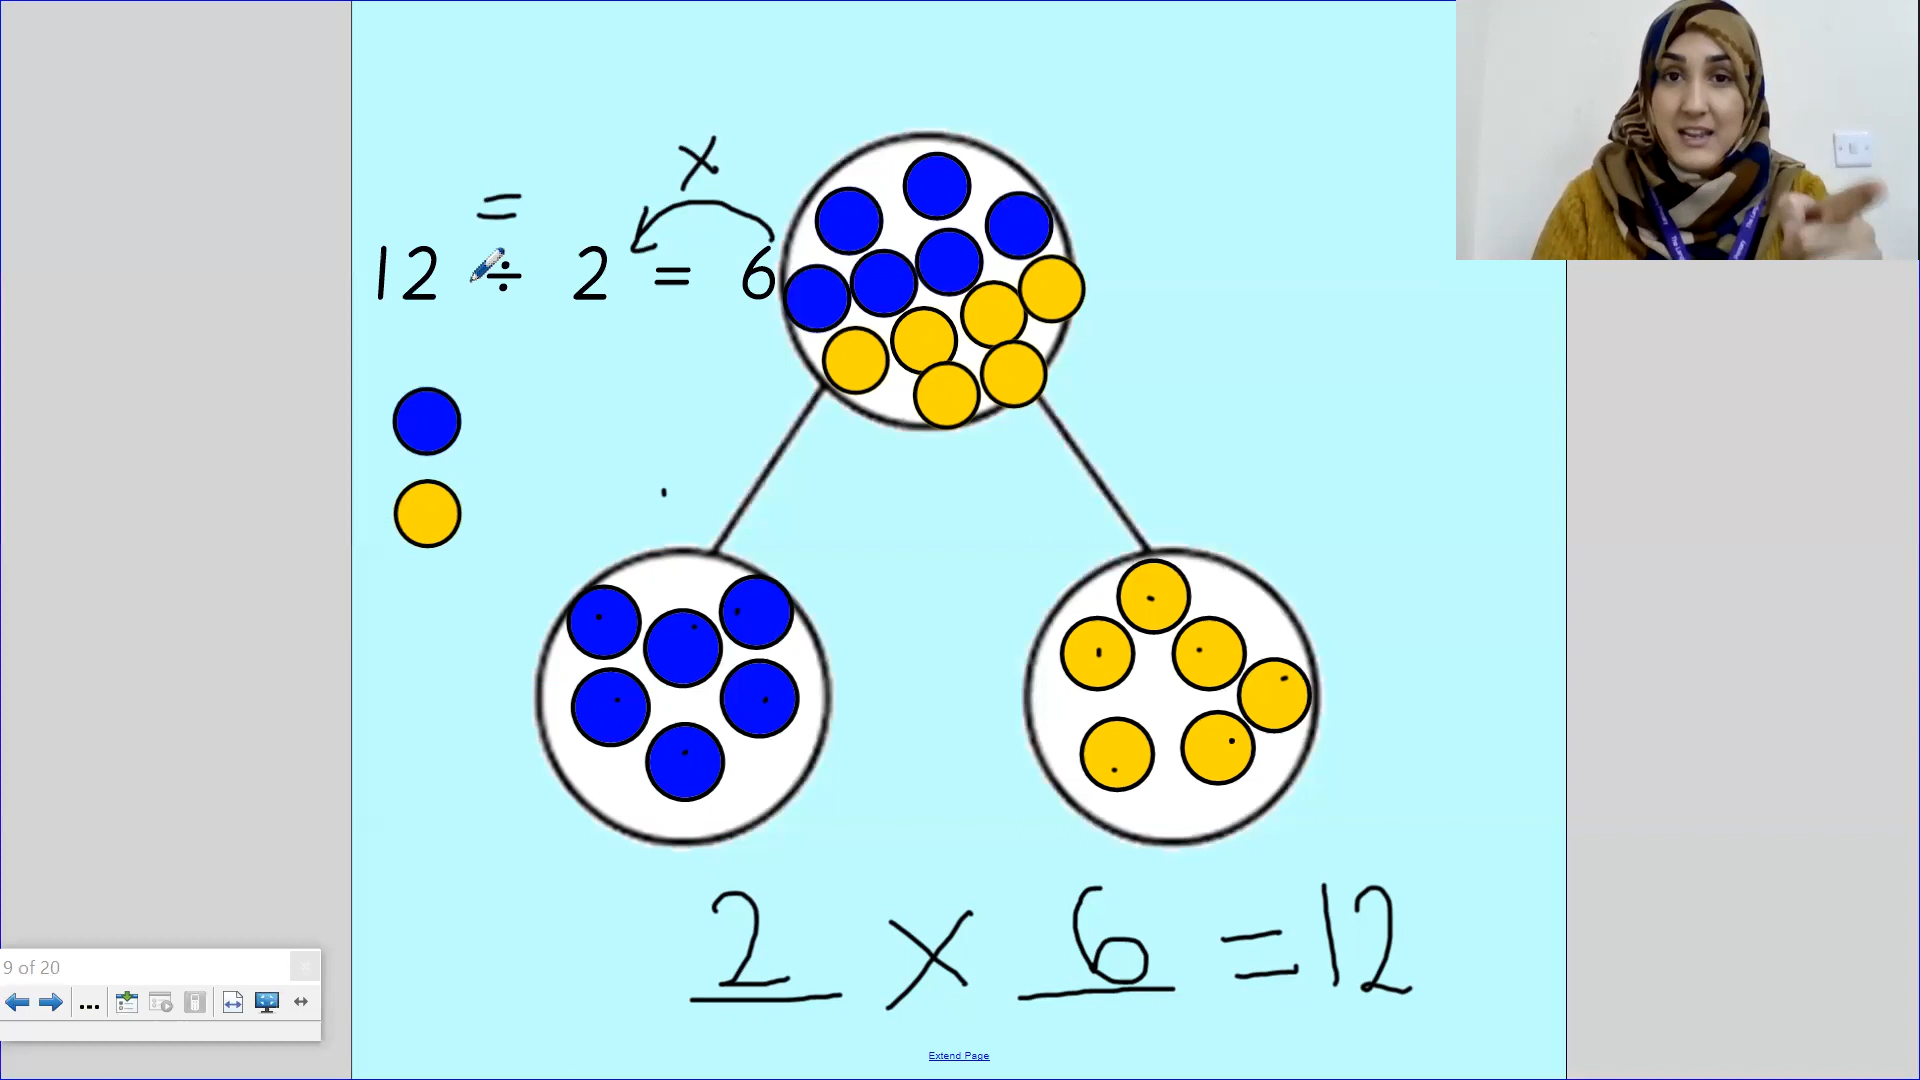 x
=
12 ÷ 2 = 6
2 x 6 = 12
9 of 20
...
Extend Page